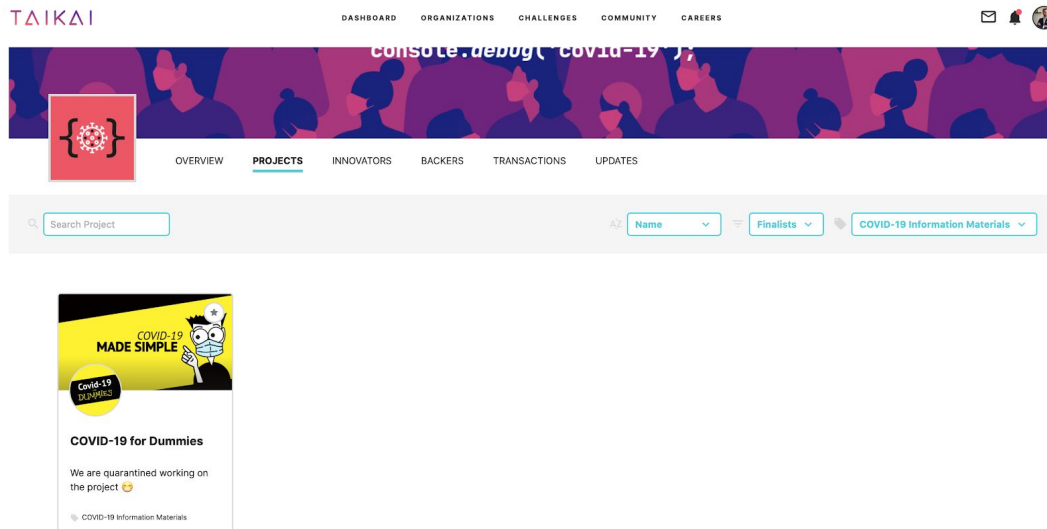 TAIKAI
DASHBOARD ORGANIZATIONS CHALLENGES COMMUNITY CAREERS
console.debug('covid-19');
OVERVIEW PROJECTS INNOVATORS BACKERS TRANSACTIONS UPDATES
Search Project
A/Z Name Finalists COVID-19 Information Materials
COVID-19
MADE SIMPLE
Covid-19
DUMMIES
COVID-19 for Dummies
We are quarantined working on
the project 😁
COVID-19 Information Materials